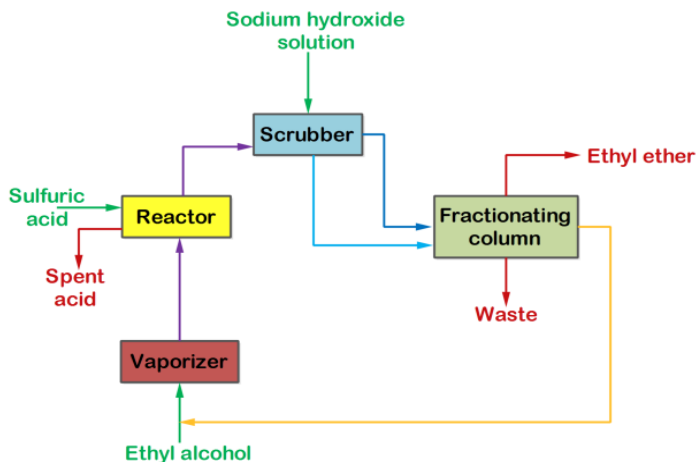 Sodium hydroxide
solution
Scrubber
Ethyl ether
Sulfuric
acid
Reactor
Fractionating
column
Spent
acid
Waste
Vaporizer
Ethyl alcohol